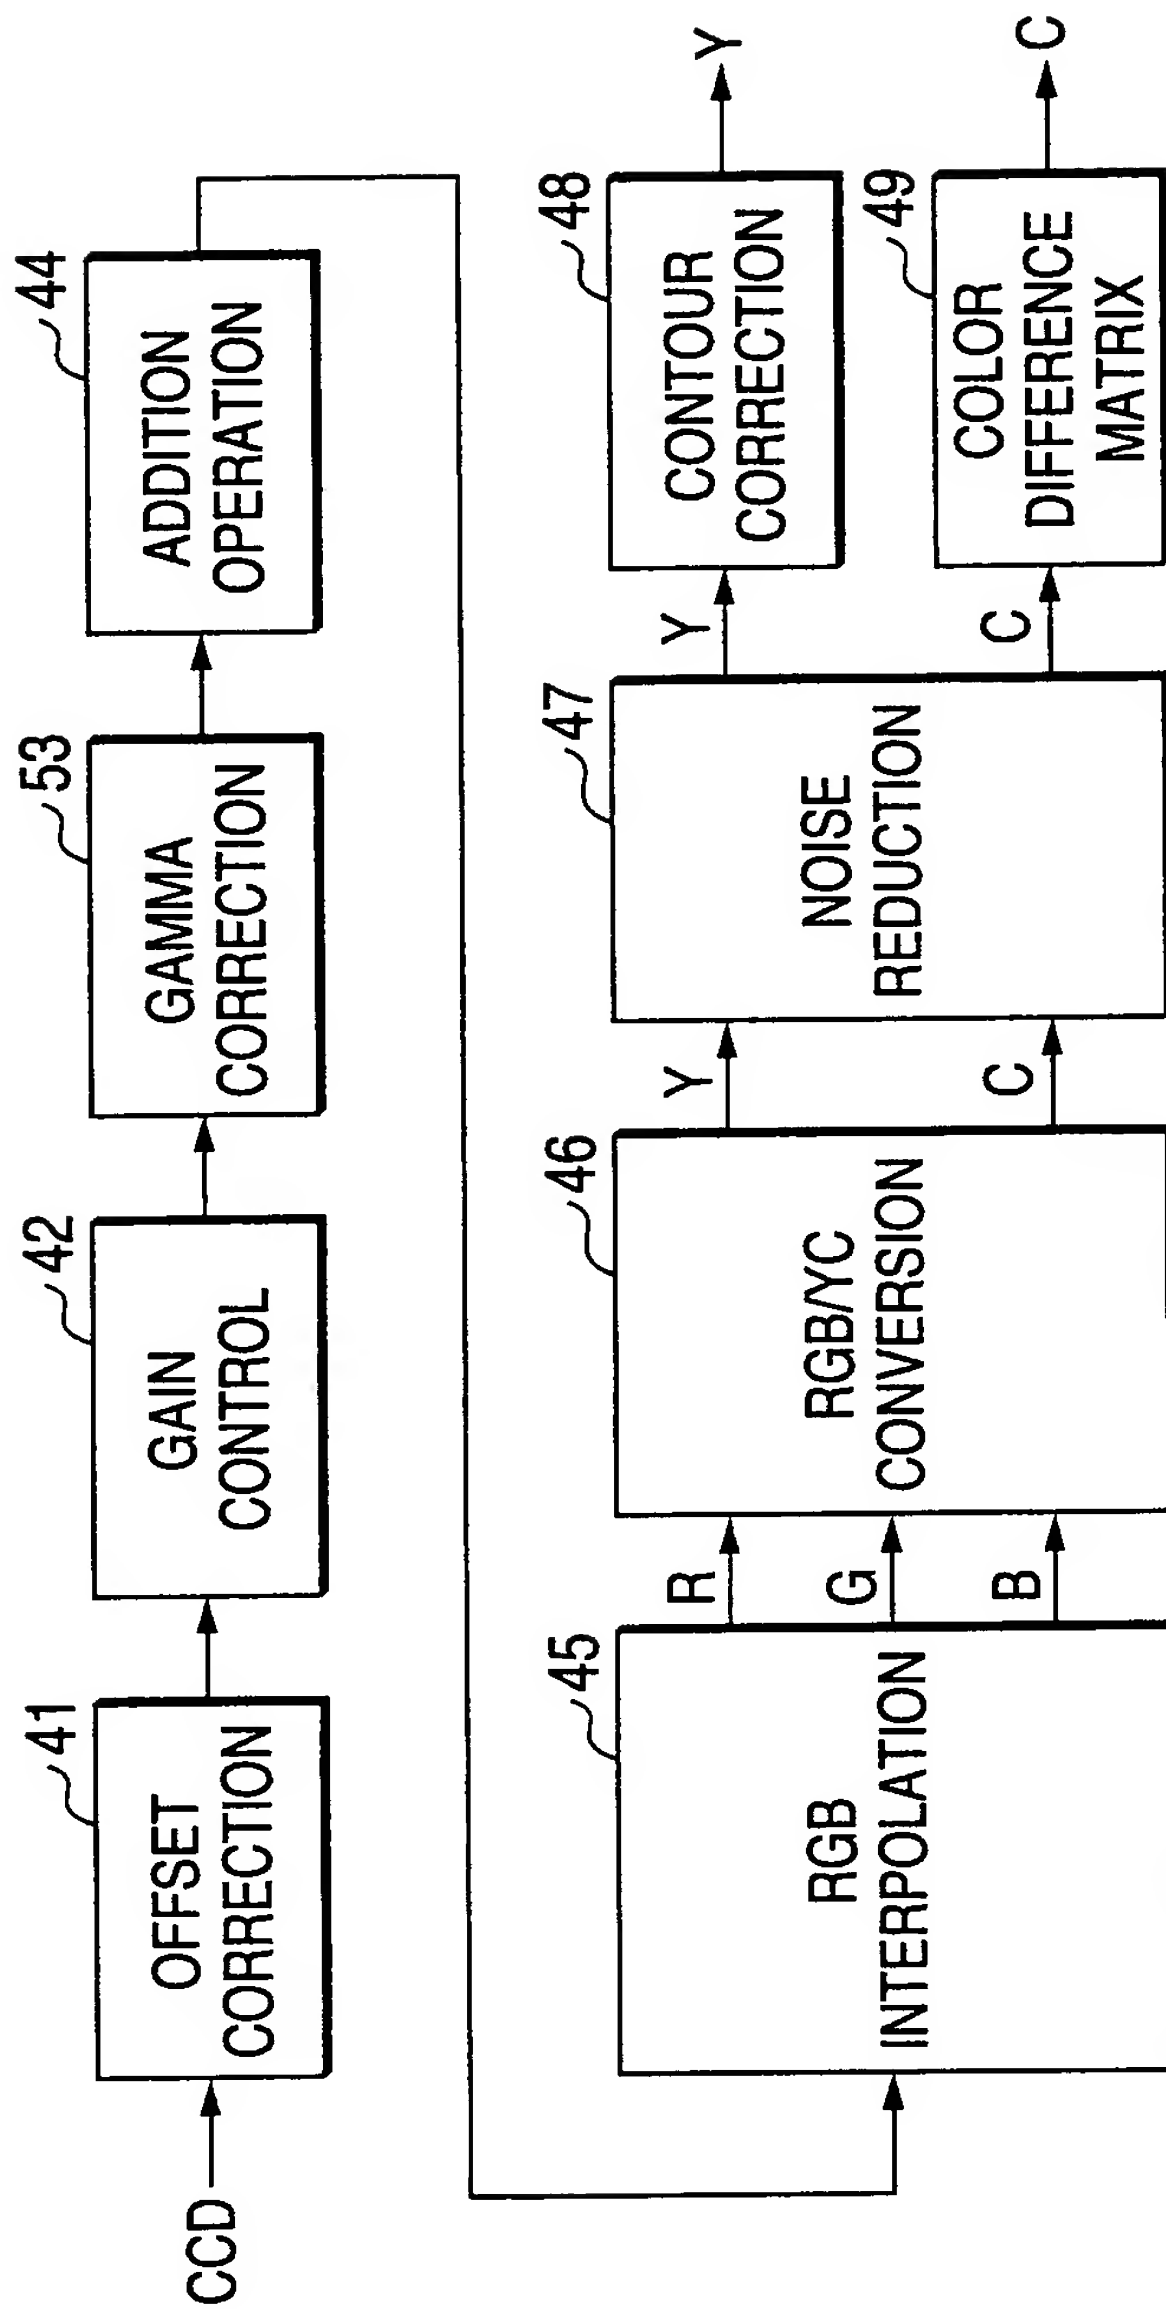 CCD
41
OFFSET
CORRECTION
42
GAIN
CONTROL
53
GAMMA
CORRECTION
44
ADDITION
OPERATION
45
RGB
INTERPOLATION
R
G
B
46
RGB/YC
CONVERSION
Y
C
47
NOISE
REDUCTION
Y
C
48
CONTOUR
CORRECTION
Y
49
COLOR
DIFFERENCE
MATRIX
C